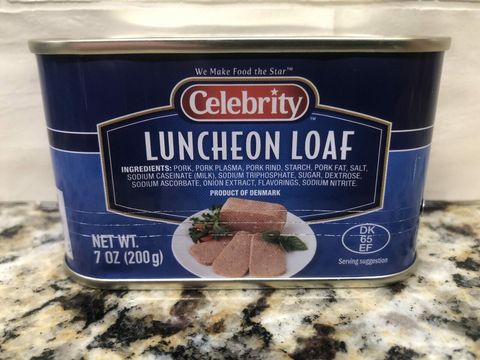 We Make Food the Star™
Celebrity™
LUNCHEON LOAF
INGREDIENTS: PORK, PORK PLASMA, PORK RIND, STARCH, PORK FAT, SALT,
SODIUM CASEINATE (MILK), SODIUM TRIPHOSPHATE, SUGAR, DEXTROSE,
SODIUM ASCORBATE, ONION EXTRACT, FLAVORINGS, SODIUM NITRITE.
PRODUCT OF DENMARK
NET WT.
7 OZ (200g)
DK
65
EF
Serving suggestion